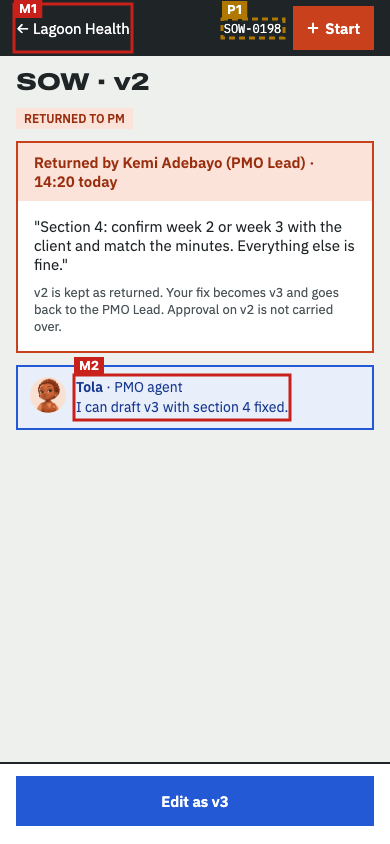 M1
P1
← Lagoon Health
SOW-0198
+ Start
SOW · v2
RETURNED TO PM
Returned by Kemi Adebayo (PMO Lead) ·
14:20 today
"Section 4: confirm week 2 or week 3 with the
client and match the minutes. Everything else is
fine."
v2 is kept as returned. Your fix becomes v3 and goes
back to the PMO Lead. Approval on v2 is not carried
over.
M2
Tola · PMO agent
I can draft v3 with section 4 fixed.
Edit as v3